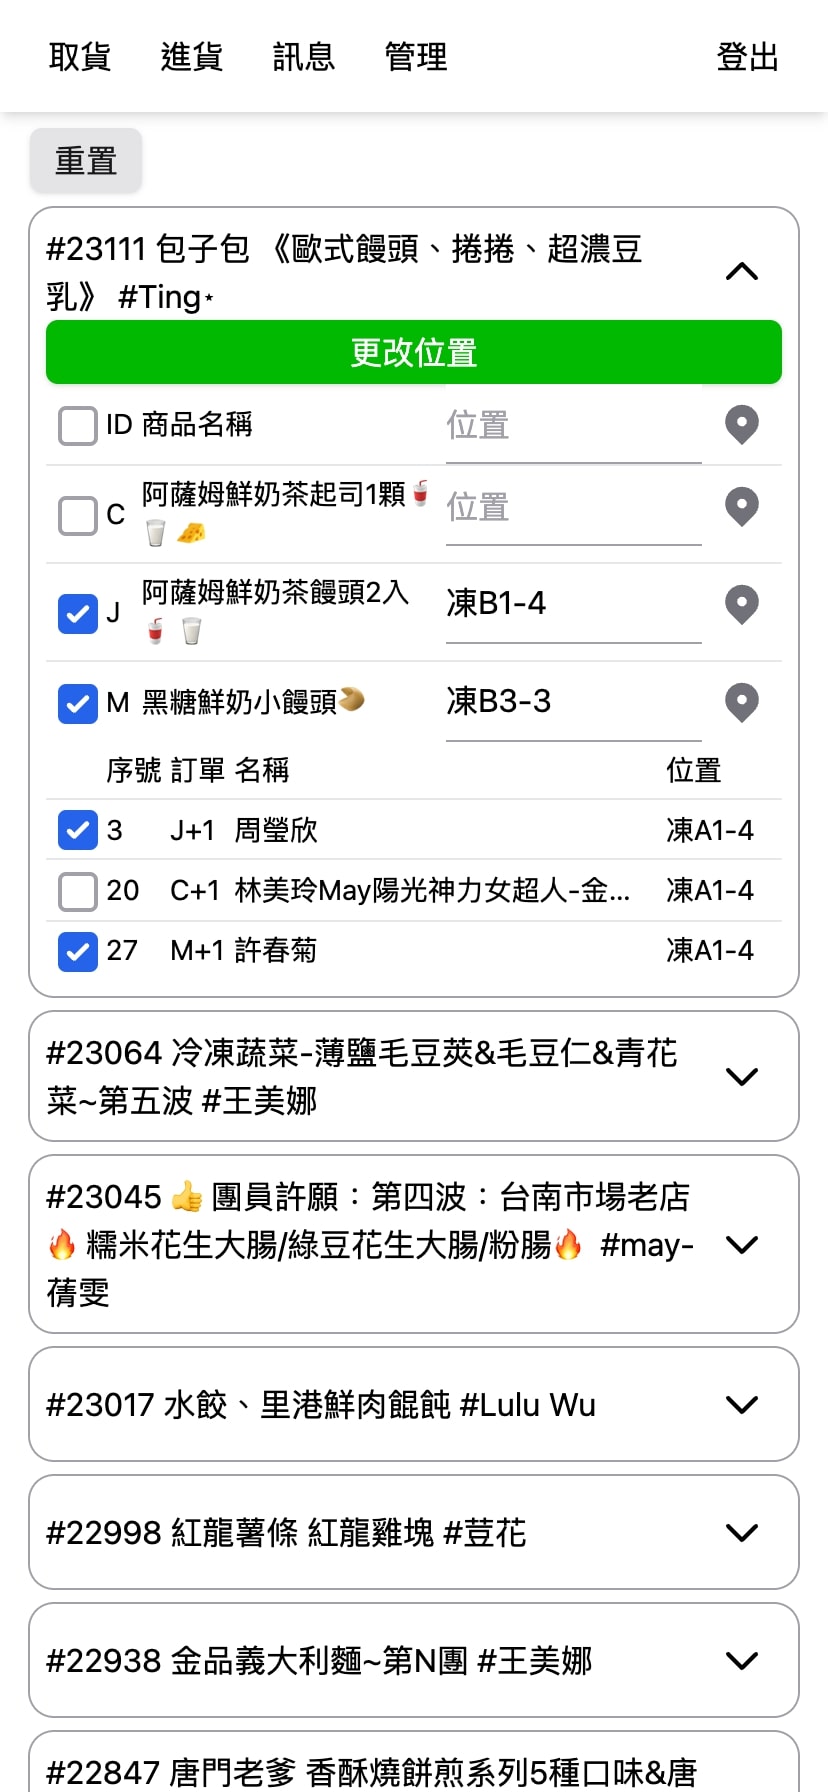 取貨 進貨 訊息 管理 登出
重置
#23111 包子包 《歐式饅頭、捲捲、超濃豆
乳》 #Ting⋆
更改位置
ID 商品名稱 位置
C 阿薩姆鮮奶茶起司1顆🥤
🥛 🧀 位置
J 阿薩姆鮮奶茶饅頭2入
🥤 🥛 凍B1-4
M 黑糖鮮奶小饅頭🥠 凍B3-3
序號 訂單 名稱 位置
3 J+1 周瑩欣 凍A1-4
20 C+1 林美玲May陽光神力女超人-金... 凍A1-4
27 M+1 許春菊 凍A1-4
#23064 冷凍蔬菜-薄鹽毛豆莢&毛豆仁&青花
菜~第五波 #王美娜
#23045 👍 團員許願：第四波：台南市場老店
🔥 糯米花生大腸/綠豆花生大腸/粉腸🔥 #may-
蒨雯
#23017 水餃、里港鮮肉餛飩 #Lulu Wu
#22998 紅龍薯條 紅龍雞塊 #荳花
#22938 金品義大利麵~第N團 #王美娜
#22847 唐門老爹 香酥燒餅煎系列5種口味&唐